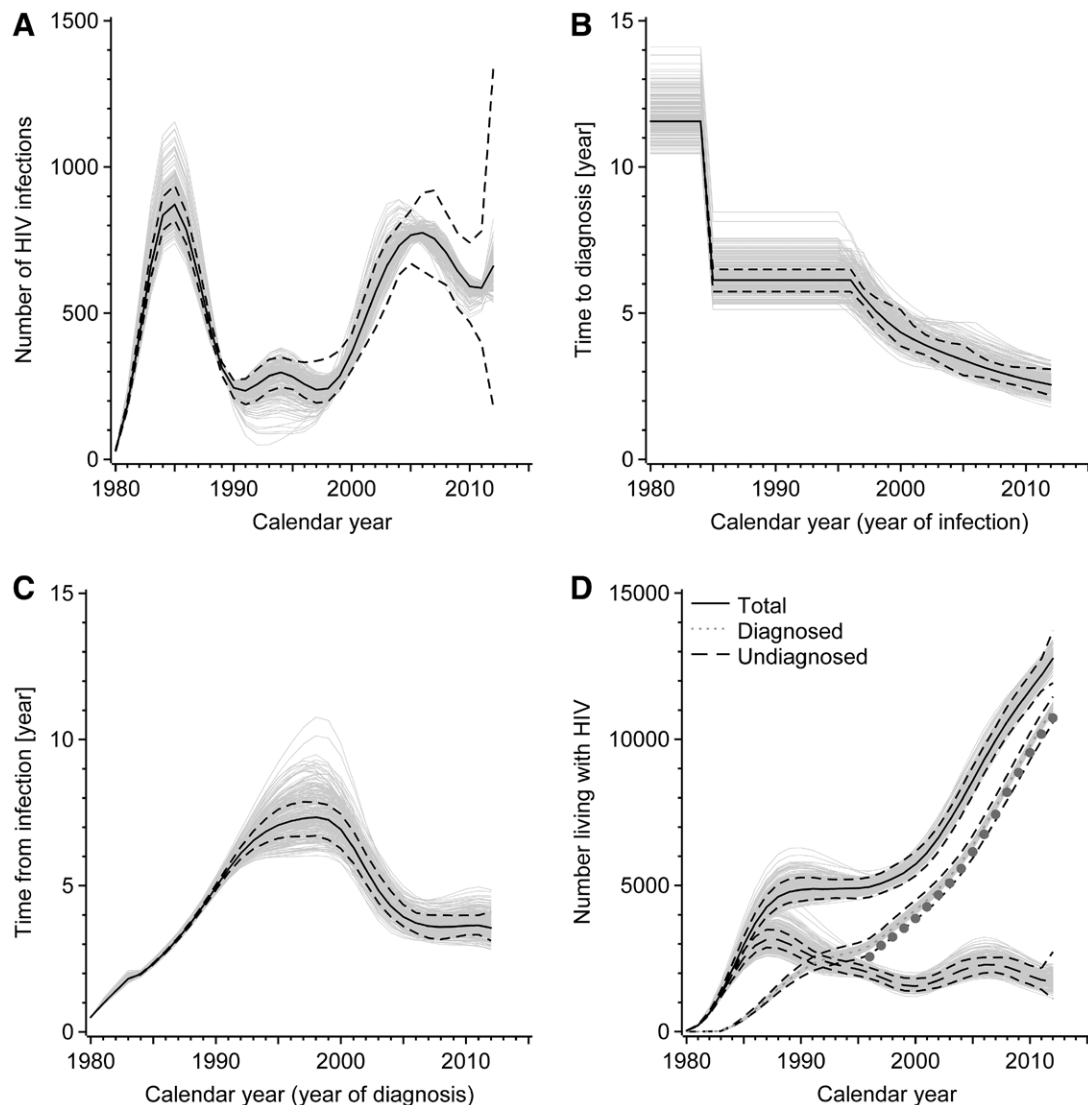 A
1500
1000
500
0
Number of HIV infections
1980
1990
2000
2010
Calendar year
B
15
10
5
0
Time to diagnosis [year]
1980
1990
2000
2010
Calendar year (year of infection)
C
15
10
5
0
Time from infection [year]
1980
1990
2000
2010
Calendar year (year of diagnosis)
D
15000
10000
5000
0
Number living with HIV
Total
Diagnosed
Undiagnosed
1980
1990
2000
2010
Calendar year